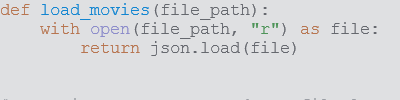 def load_movies(file_path):
    with open(file_path, "r") as file:
        return json.load(file)